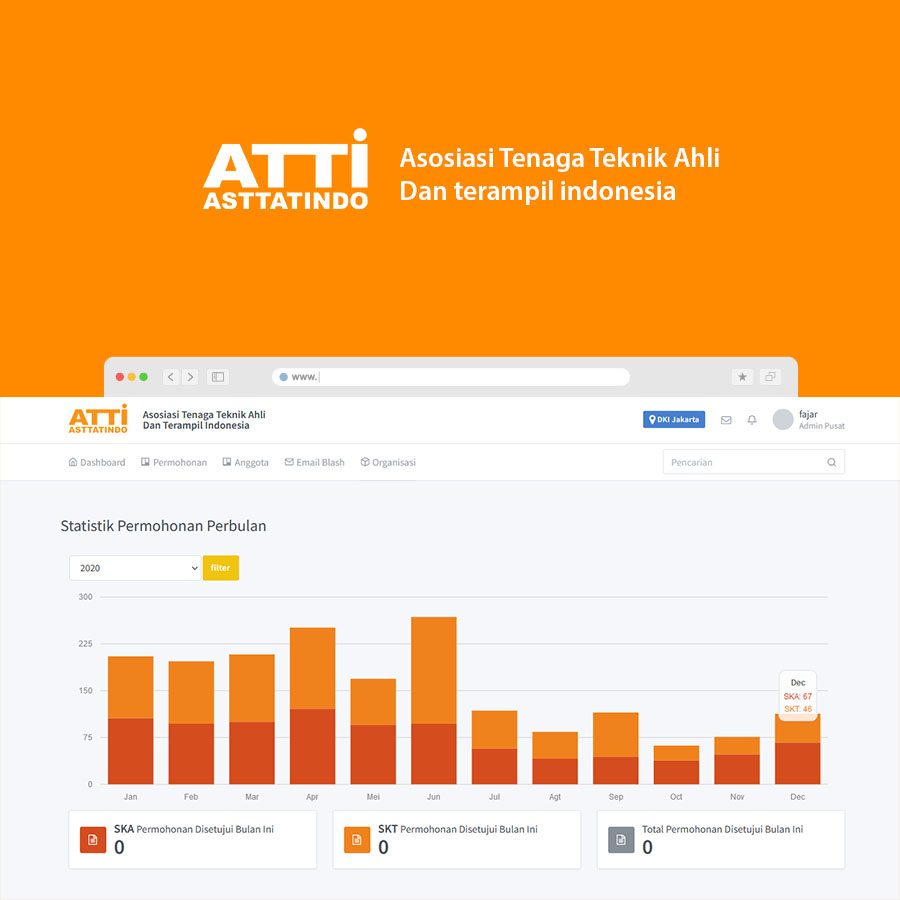 ATTI
ASTTATINDO
Asosiasi Tenaga Teknik Ahli
Dan terampil indonesia
www.
ATTI
ASTTATINDO
Asosiasi Tenaga Teknik Ahli
Dan Terampil Indonesia
DKI Jakarta
fajar
Admin Pusat
Dashboard
Permohonan
Anggota
Email Blash
Organisasi
Pencarian
Statistik Permohonan Perbulan
2020
filter
300
225
150
75
0
Dec
SKA: 67
SKT: 46
Jan Feb Mar Apr Mei Jun Jul Agt Sep Oct Nov Dec
SKA Permohonan Disetujui Bulan Ini
0
SKT Permohonan Disetujui Bulan Ini
0
Total Permohonan Disetujui Bulan Ini
0